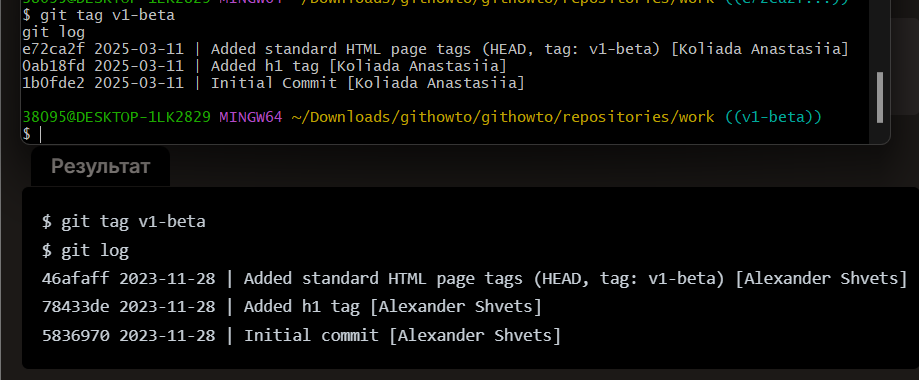 38095@DESKTOP-1LK2829 MINGW64 ~/Downloads/githowto/githowto/repositories/work ((e72ca2f...))
$ git tag v1-beta
git log
e72ca2f 2025-03-11 | Added standard HTML page tags (HEAD, tag: v1-beta) [Koliada Anastasiia]
0ab18fd 2025-03-11 | Added h1 tag [Koliada Anastasiia]
1b0fde2 2025-03-11 | Initial Commit [Koliada Anastasiia]
38095@DESKTOP-1LK2829 MINGW64 ~/Downloads/githowto/githowto/repositories/work ((v1-beta))
$
Результат
$ git tag v1-beta
$ git log
46afaff 2023-11-28 | Added standard HTML page tags (HEAD, tag: v1-beta) [Alexander Shvets]
78433de 2023-11-28 | Added h1 tag [Alexander Shvets]
5836970 2023-11-28 | Initial commit [Alexander Shvets]